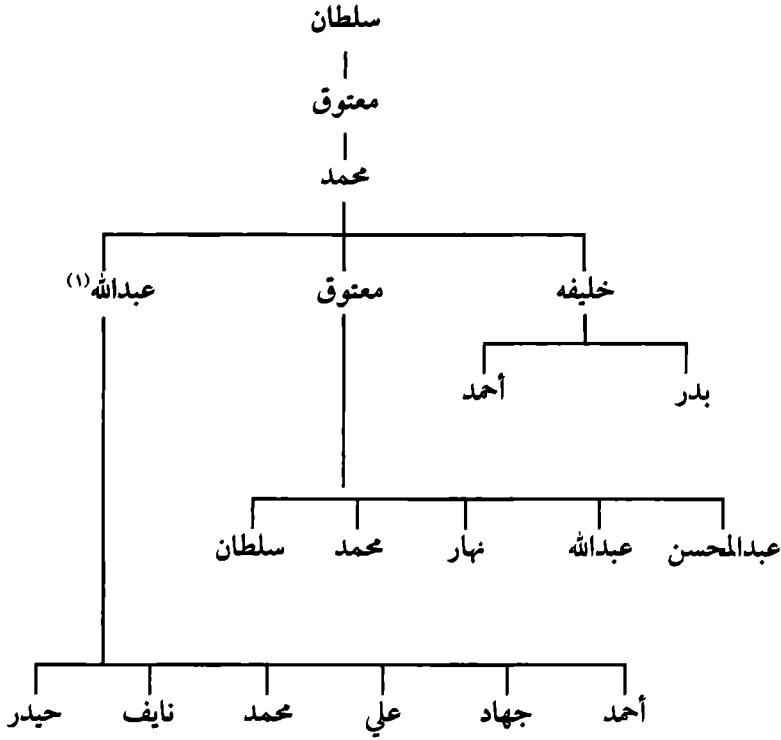 سلطان
معتوق
محمد
خليفه معتوق عبدالله (١)
بدر أحمد
عبدالمحسن عبدالله نهار محمد سلطان
أحمد جهاد علي محمد نايف حيدر